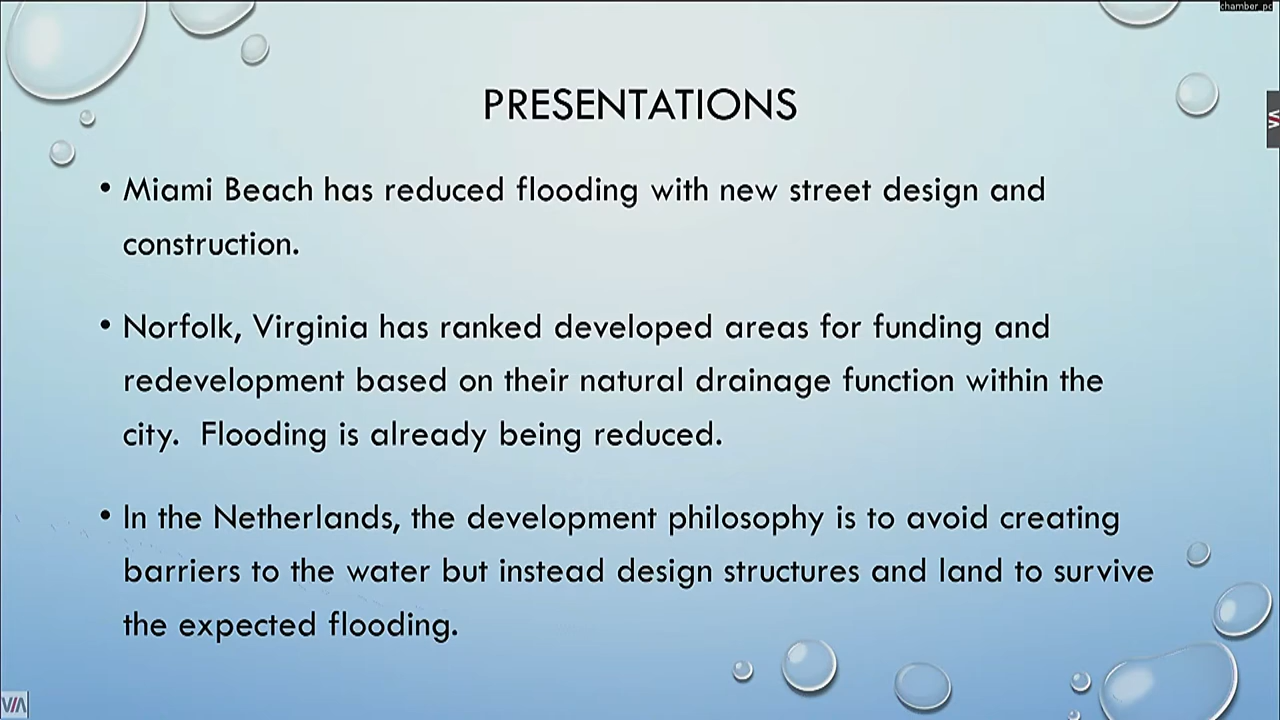 chamber_pc
PRESENTATIONS
• Miami Beach has reduced flooding with new street design and
construction.
• Norfolk, Virginia has ranked developed areas for funding and
redevelopment based on their natural drainage function within the
city.  Flooding is already being reduced.
• In the Netherlands, the development philosophy is to avoid creating
barriers to the water but instead design structures and land to survive
the expected flooding.
VIA